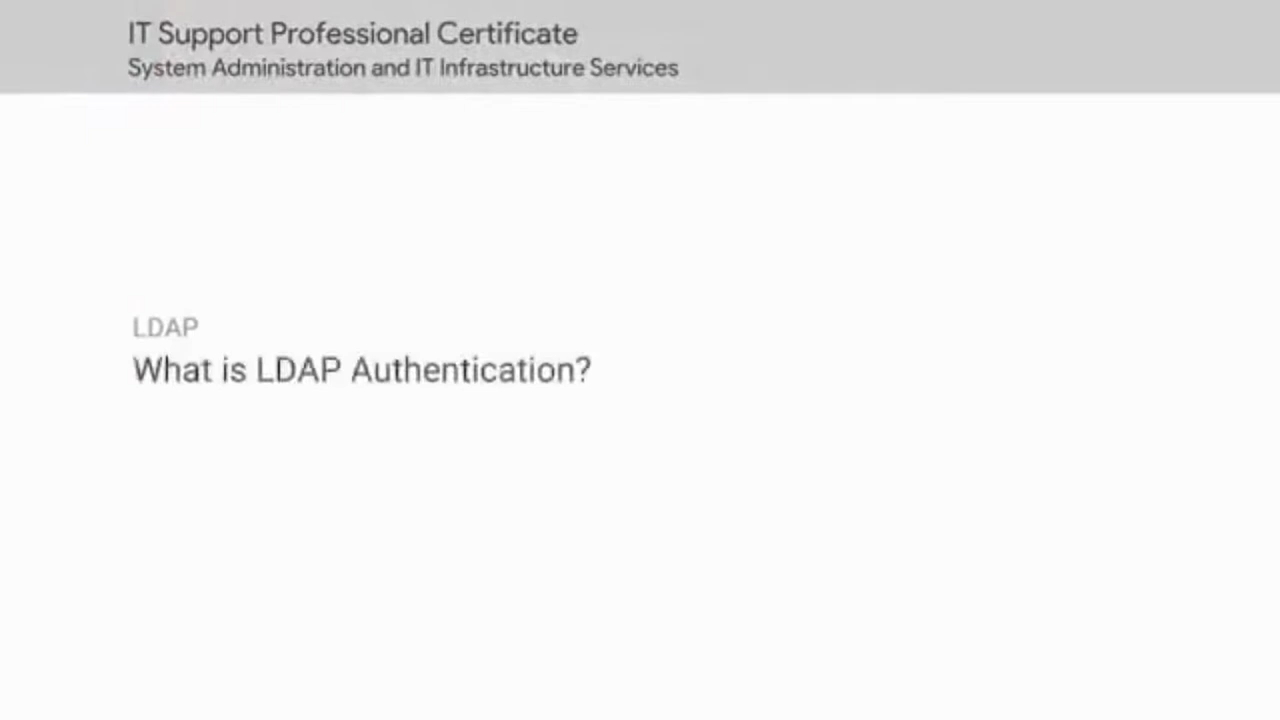 IT Support Professional Certificate
System Administration and IT Infrastructure Services
LDAP
What is LDAP Authentication?